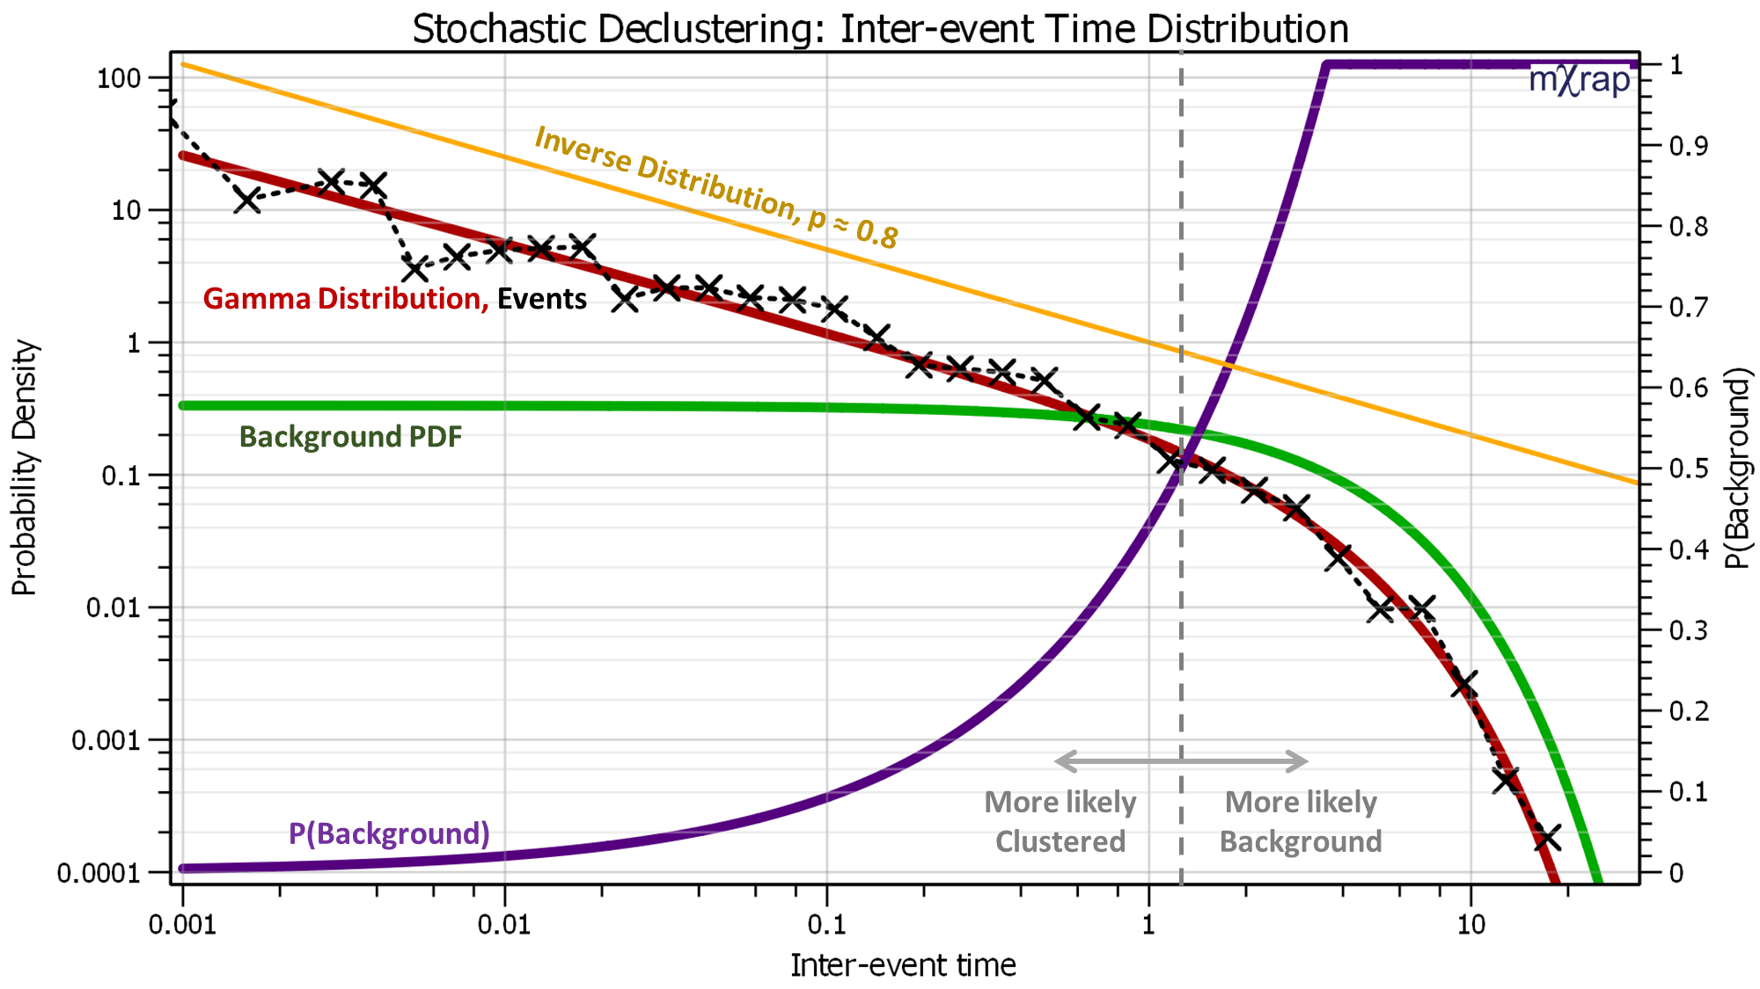 Stochastic Declustering: Inter-event Time Distribution
mχrap
Inverse Distribution, p ≈ 0.8
Gamma Distribution, Events
Background PDF
P(Background)
More likely
Clustered
More likely
Background
Probability Density
100
10
1
0.1
0.01
0.001
0.0001
P(Background)
1
0.9
0.8
0.7
0.6
0.5
0.4
0.3
0.2
0.1
0
0.001
0.01
0.1
1
10
Inter-event time